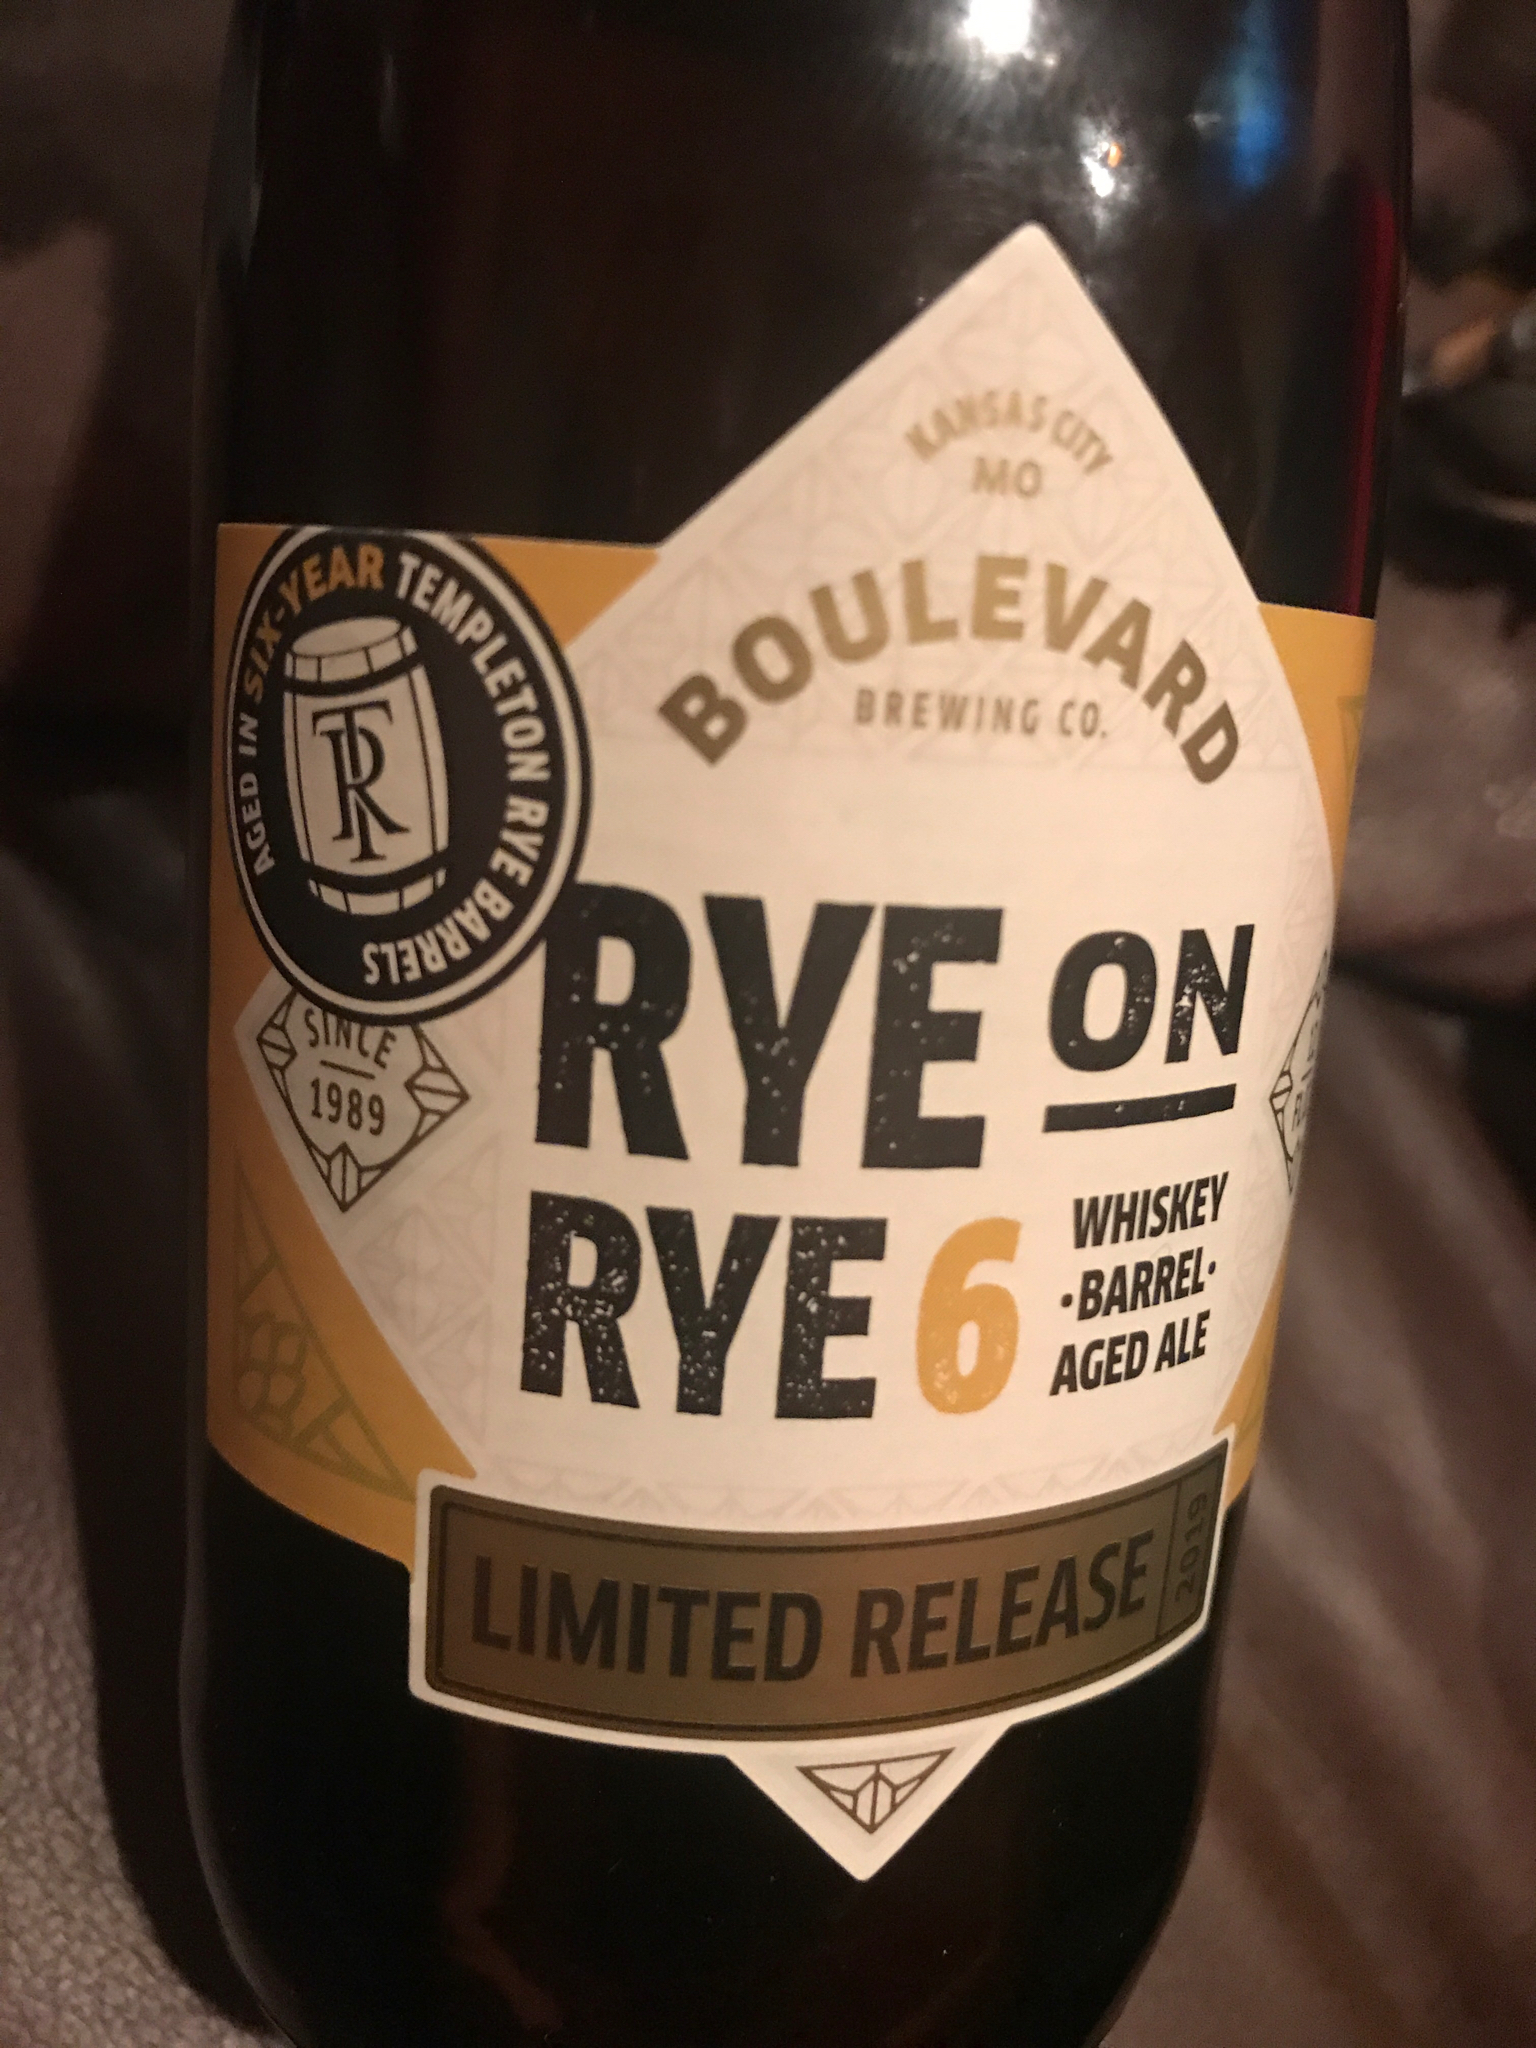 KANSAS CITY
MO
BOULEVARD
BREWING CO.
AGED IN SIX-YEAR TEMPLETON RYE BARRELS
TR
SINCE
1989
RYE ON
RYE 6
WHISKEY
·BARREL·
AGED ALE
LIMITED RELEASE
2019